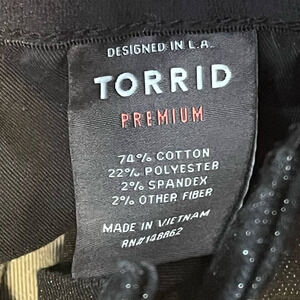 DESIGNED IN L.A.
TORRID
PREMIUM
74% COTTON
22% POLYESTER
2% SPANDEX
2% OTHER FIBER
MADE IN VIETNAM
RN#148862